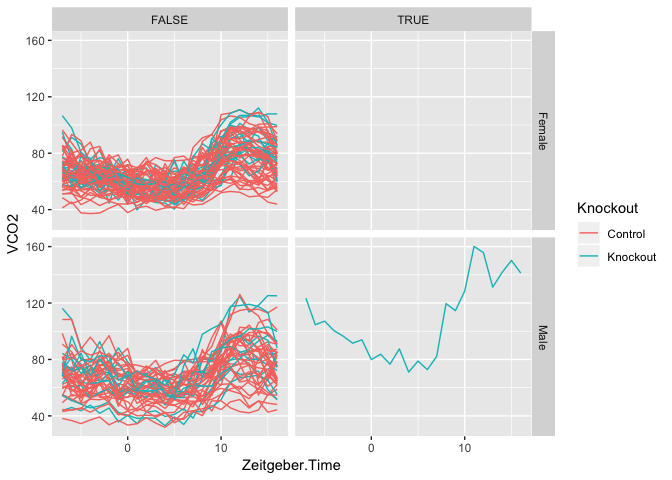 FALSE
TRUE
160
120
80
40
Female
160
120
80
40
Male
0
10
0
10
Zeitgeber.Time
VCO2
Knockout
Control
Knockout